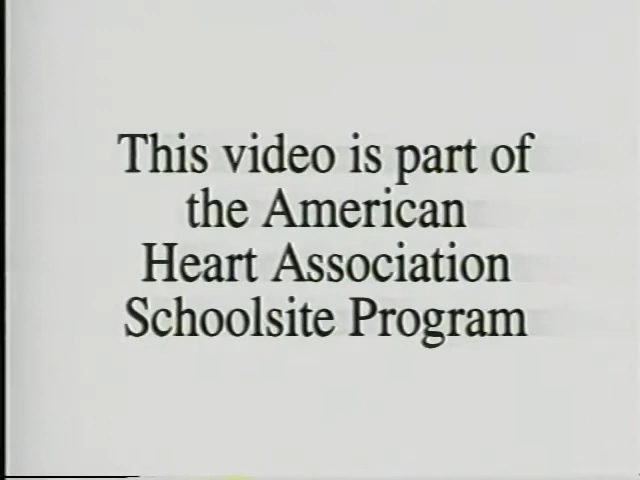 This video is part of
the American
Heart Association
Schoolsite Program